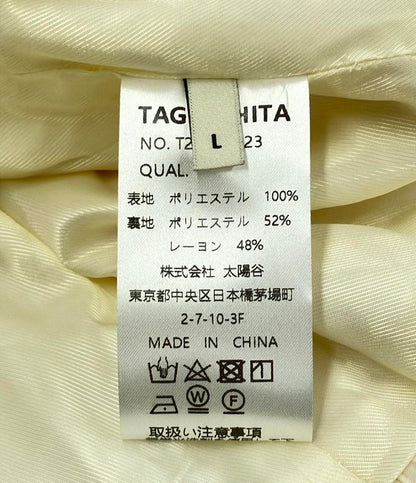 TAG HITA
L
NO. T2 23
QUAL.
表地 ポリエステル 100%
裏地 ポリエステル 52%
レーヨン 48%
株式会社 太陽谷
東京都中央区日本橋茅場町
2-7-10-3F
MADE IN CHINA
W F
取扱い注意事項